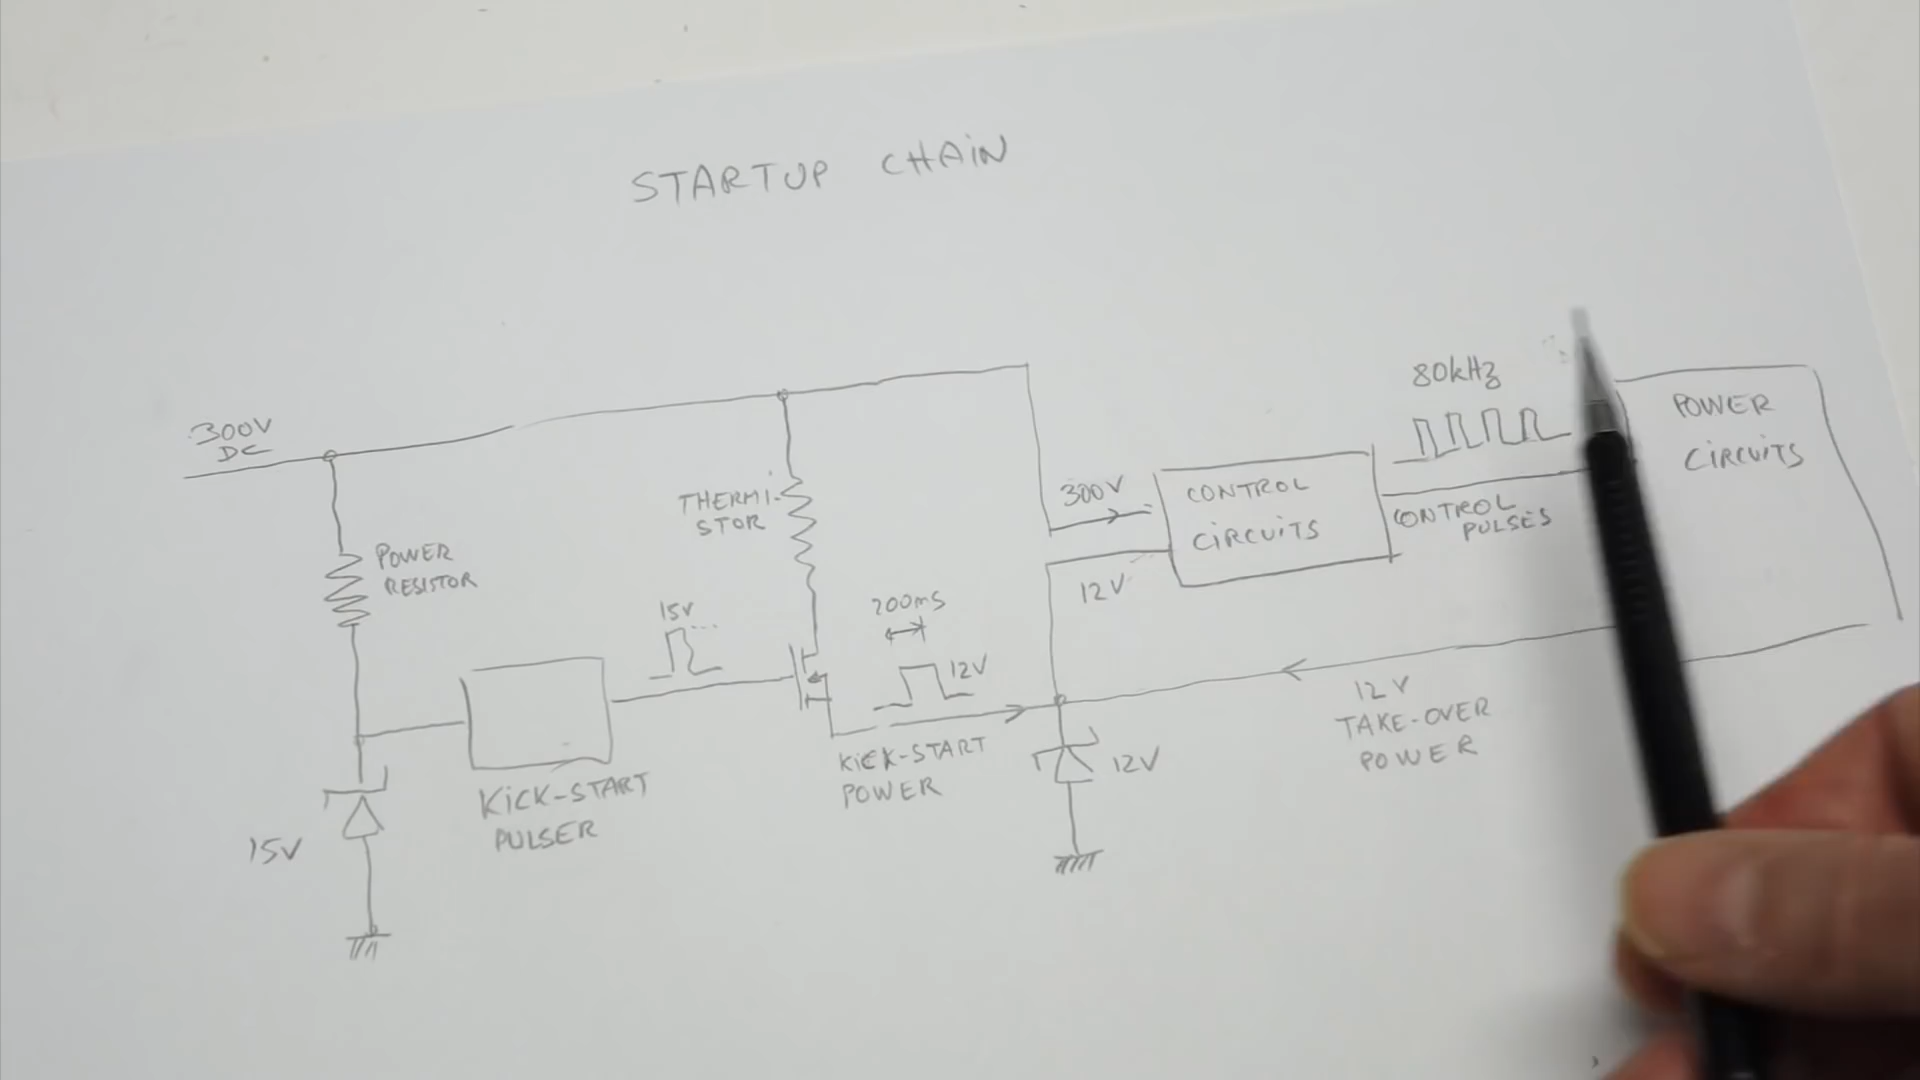 STARTUP CHAIN
300V
DC
POWER
RESISTOR
15V
KICK-START
PULSER
15V
THERMI-
STOR
200ms
12V
KICK-START
POWER
12V
300V
12V
CONTROL
CIRCUITS
80kHz
CONTROL
PULSES
POWER
CIRCUITS
12V
TAKE-OVER
POWER